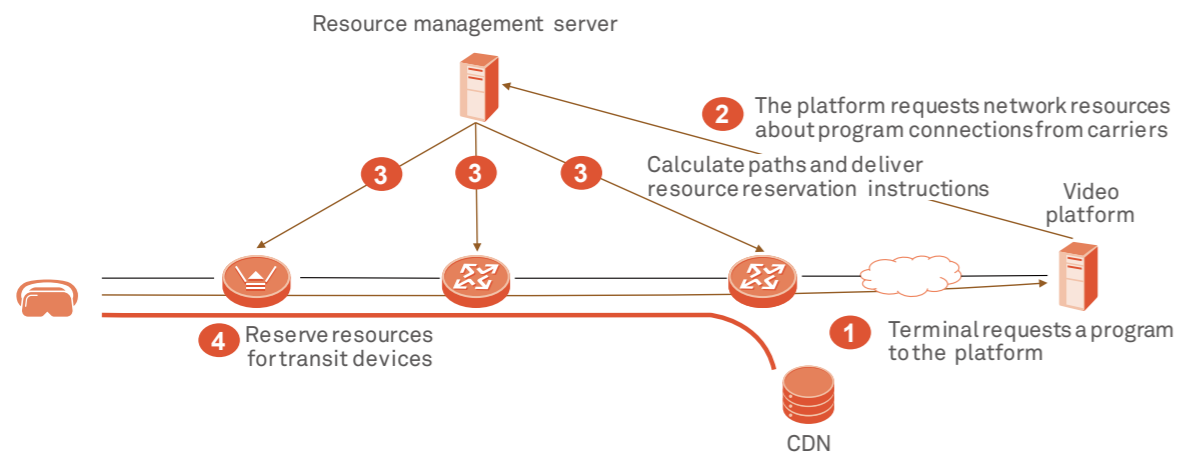 Resource management server
2 The platform requests network resources
about program connections from carriers
3 3 3 Calculate paths and deliver
resource reservation instructions
Video
platform
4 Reserve resources
for transit devices
1 Terminal requests a program
to the platform
CDN